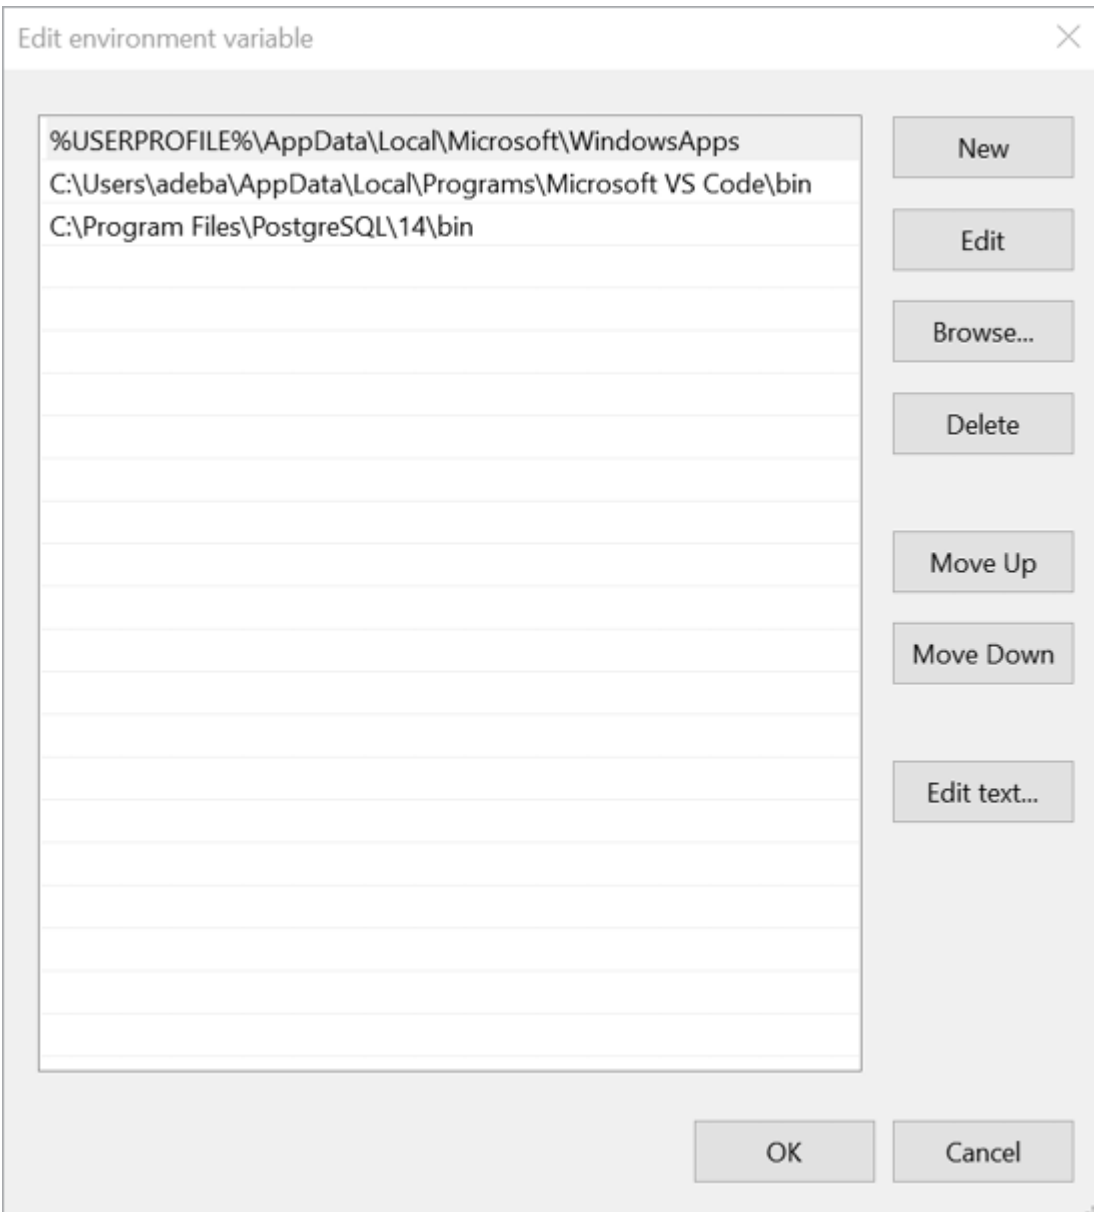 Edit environment variable
%USERPROFILE%\AppData\Local\Microsoft\WindowsApps
C:\Users\adeba\AppData\Local\Programs\Microsoft VS Code\bin
C:\Program Files\PostgreSQL\14\bin
New
Edit
Browse...
Delete
Move Up
Move Down
Edit text...
OK
Cancel